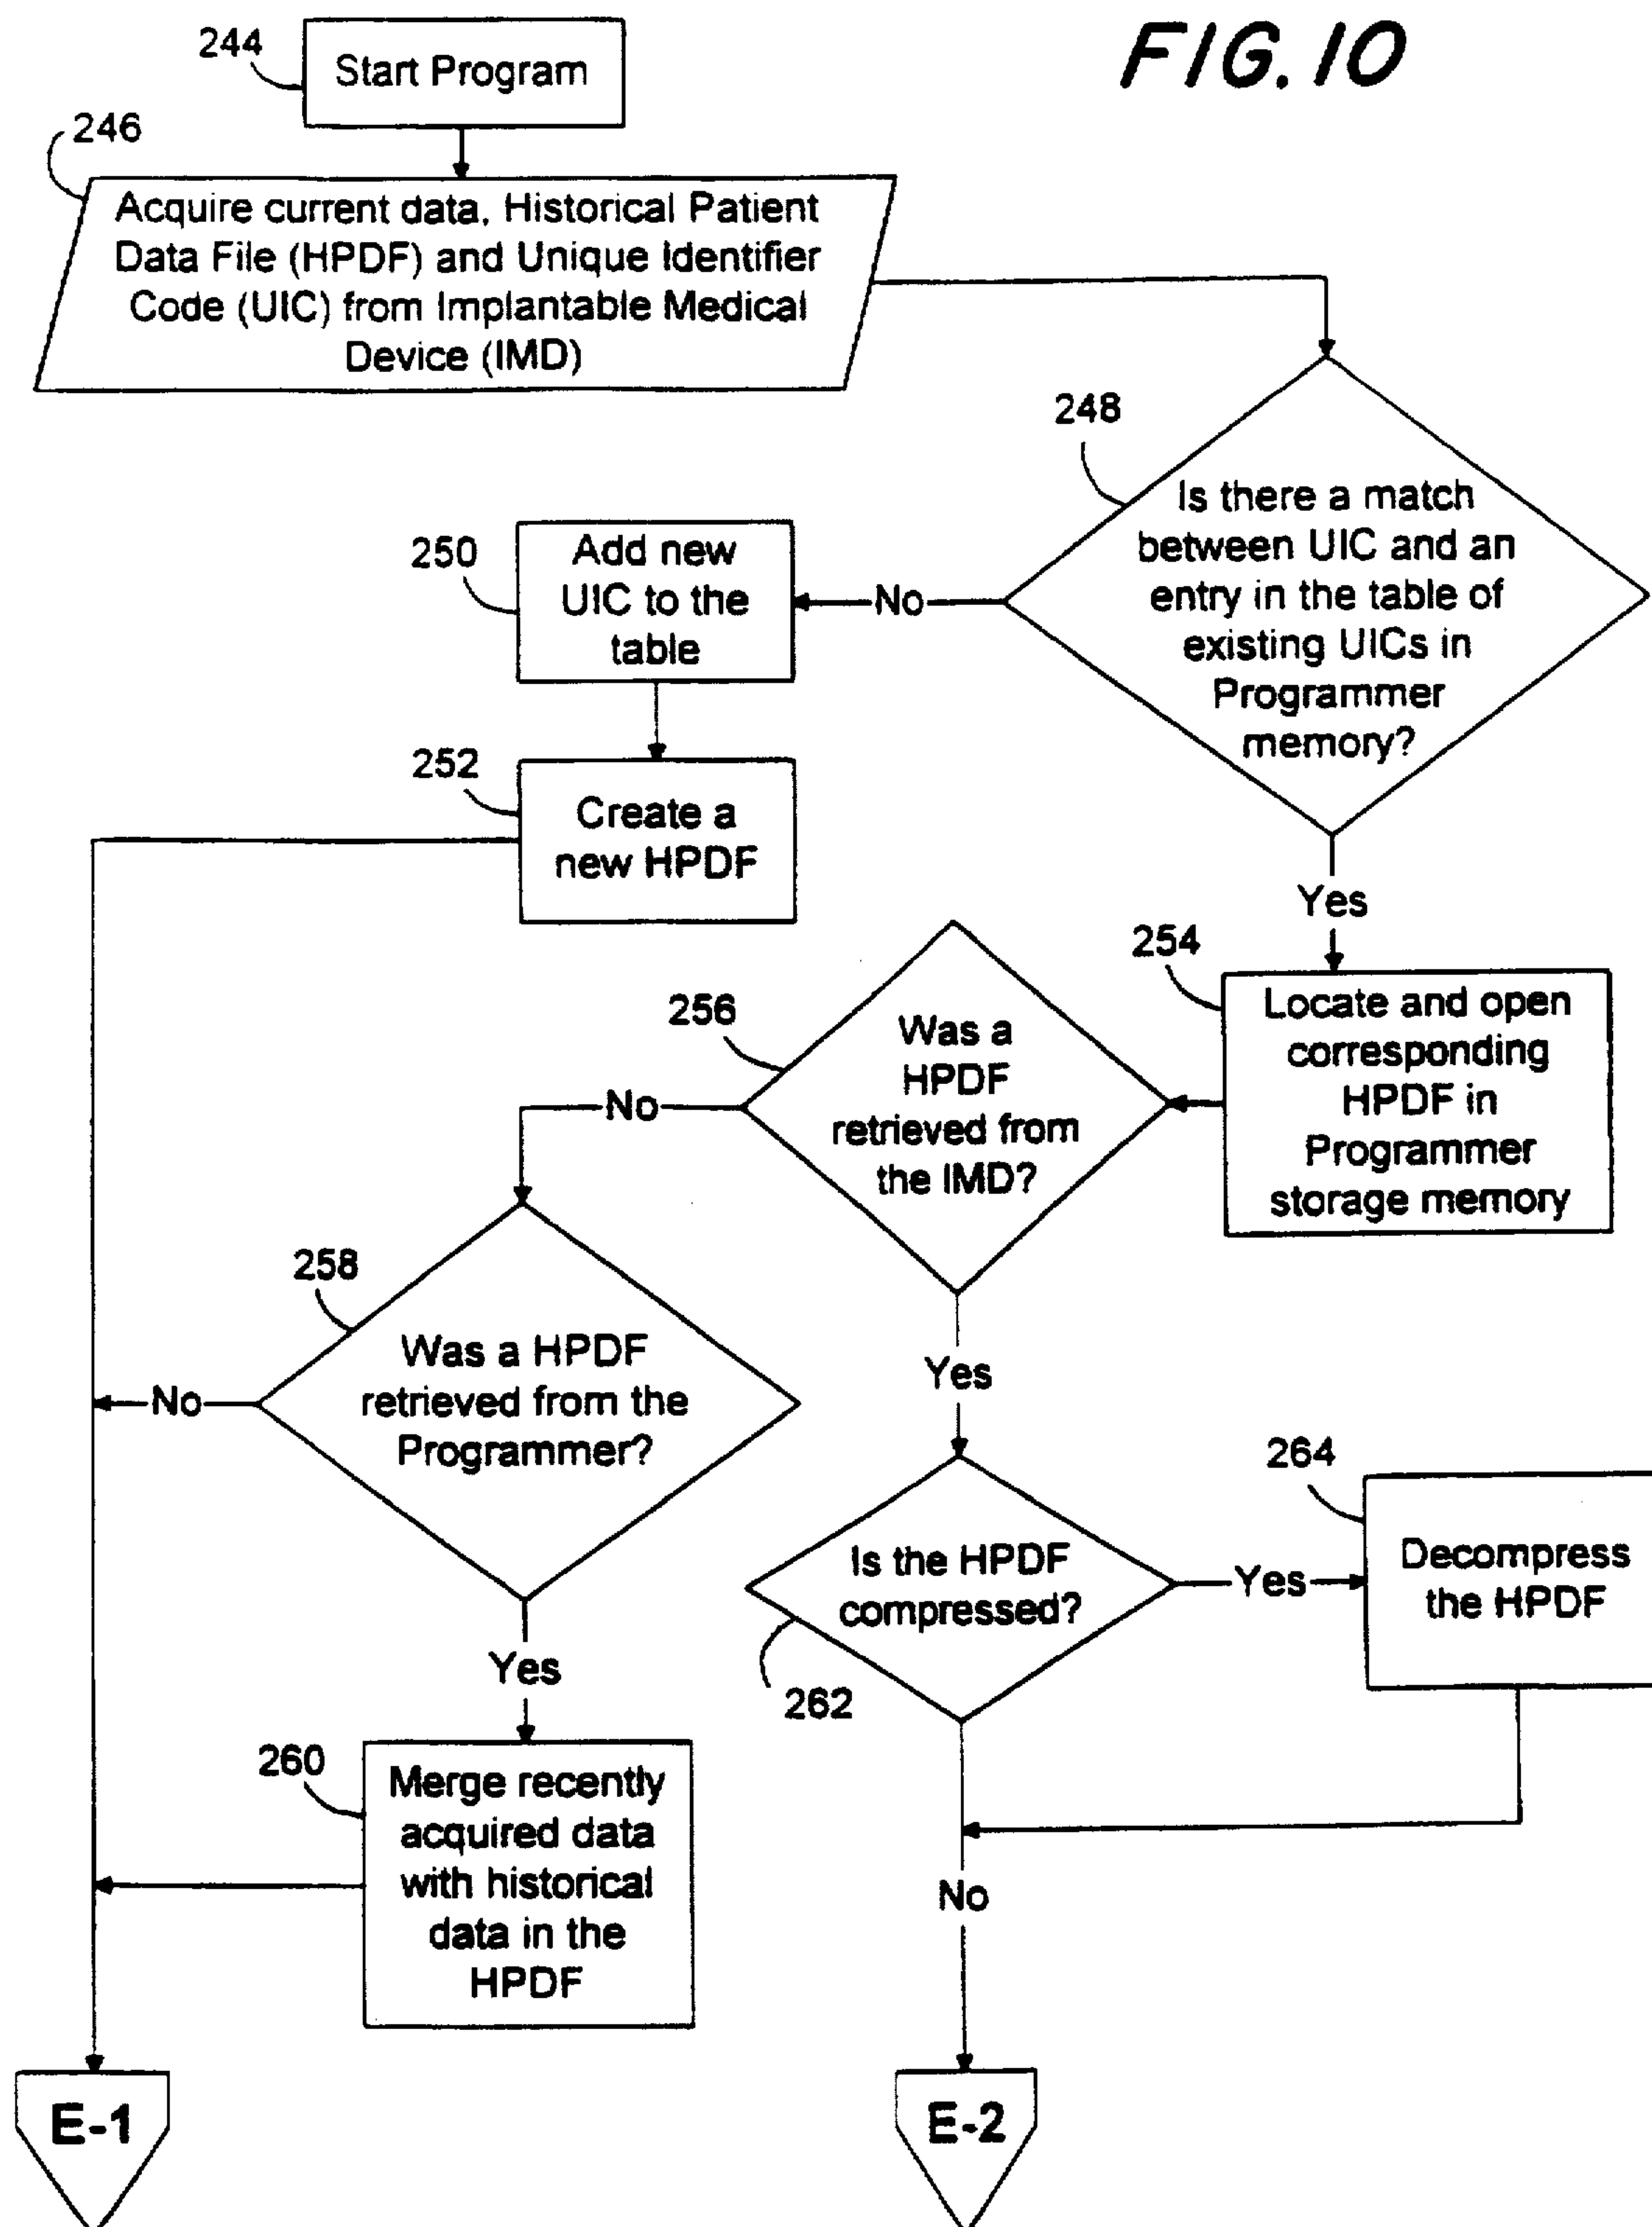 FIG. 10
244
Start Program
246
Acquire current data, Historical Patient
Data File (HPDF) and Unique Identifier
Code (UIC) from Implantable Medical
Device (IMD)
248
Is there a match
between UIC and an
entry in the table of
existing UICs in
Programmer
memory?
No
250
Add new
UIC to the
table
252
Create a
new HPDF
Yes
254
Locate and open
corresponding
HPDF in
Programmer
storage memory
256
Was a
HPDF
retrieved from
the IMD?
No
258
Was a HPDF
retrieved from the
Programmer?
No
Yes
260
Merge recently
acquired data
with historical
data in the
HPDF
Yes
262
Is the HPDF
compressed?
Yes
264
Decompress
the HPDF
No
E-1
E-2